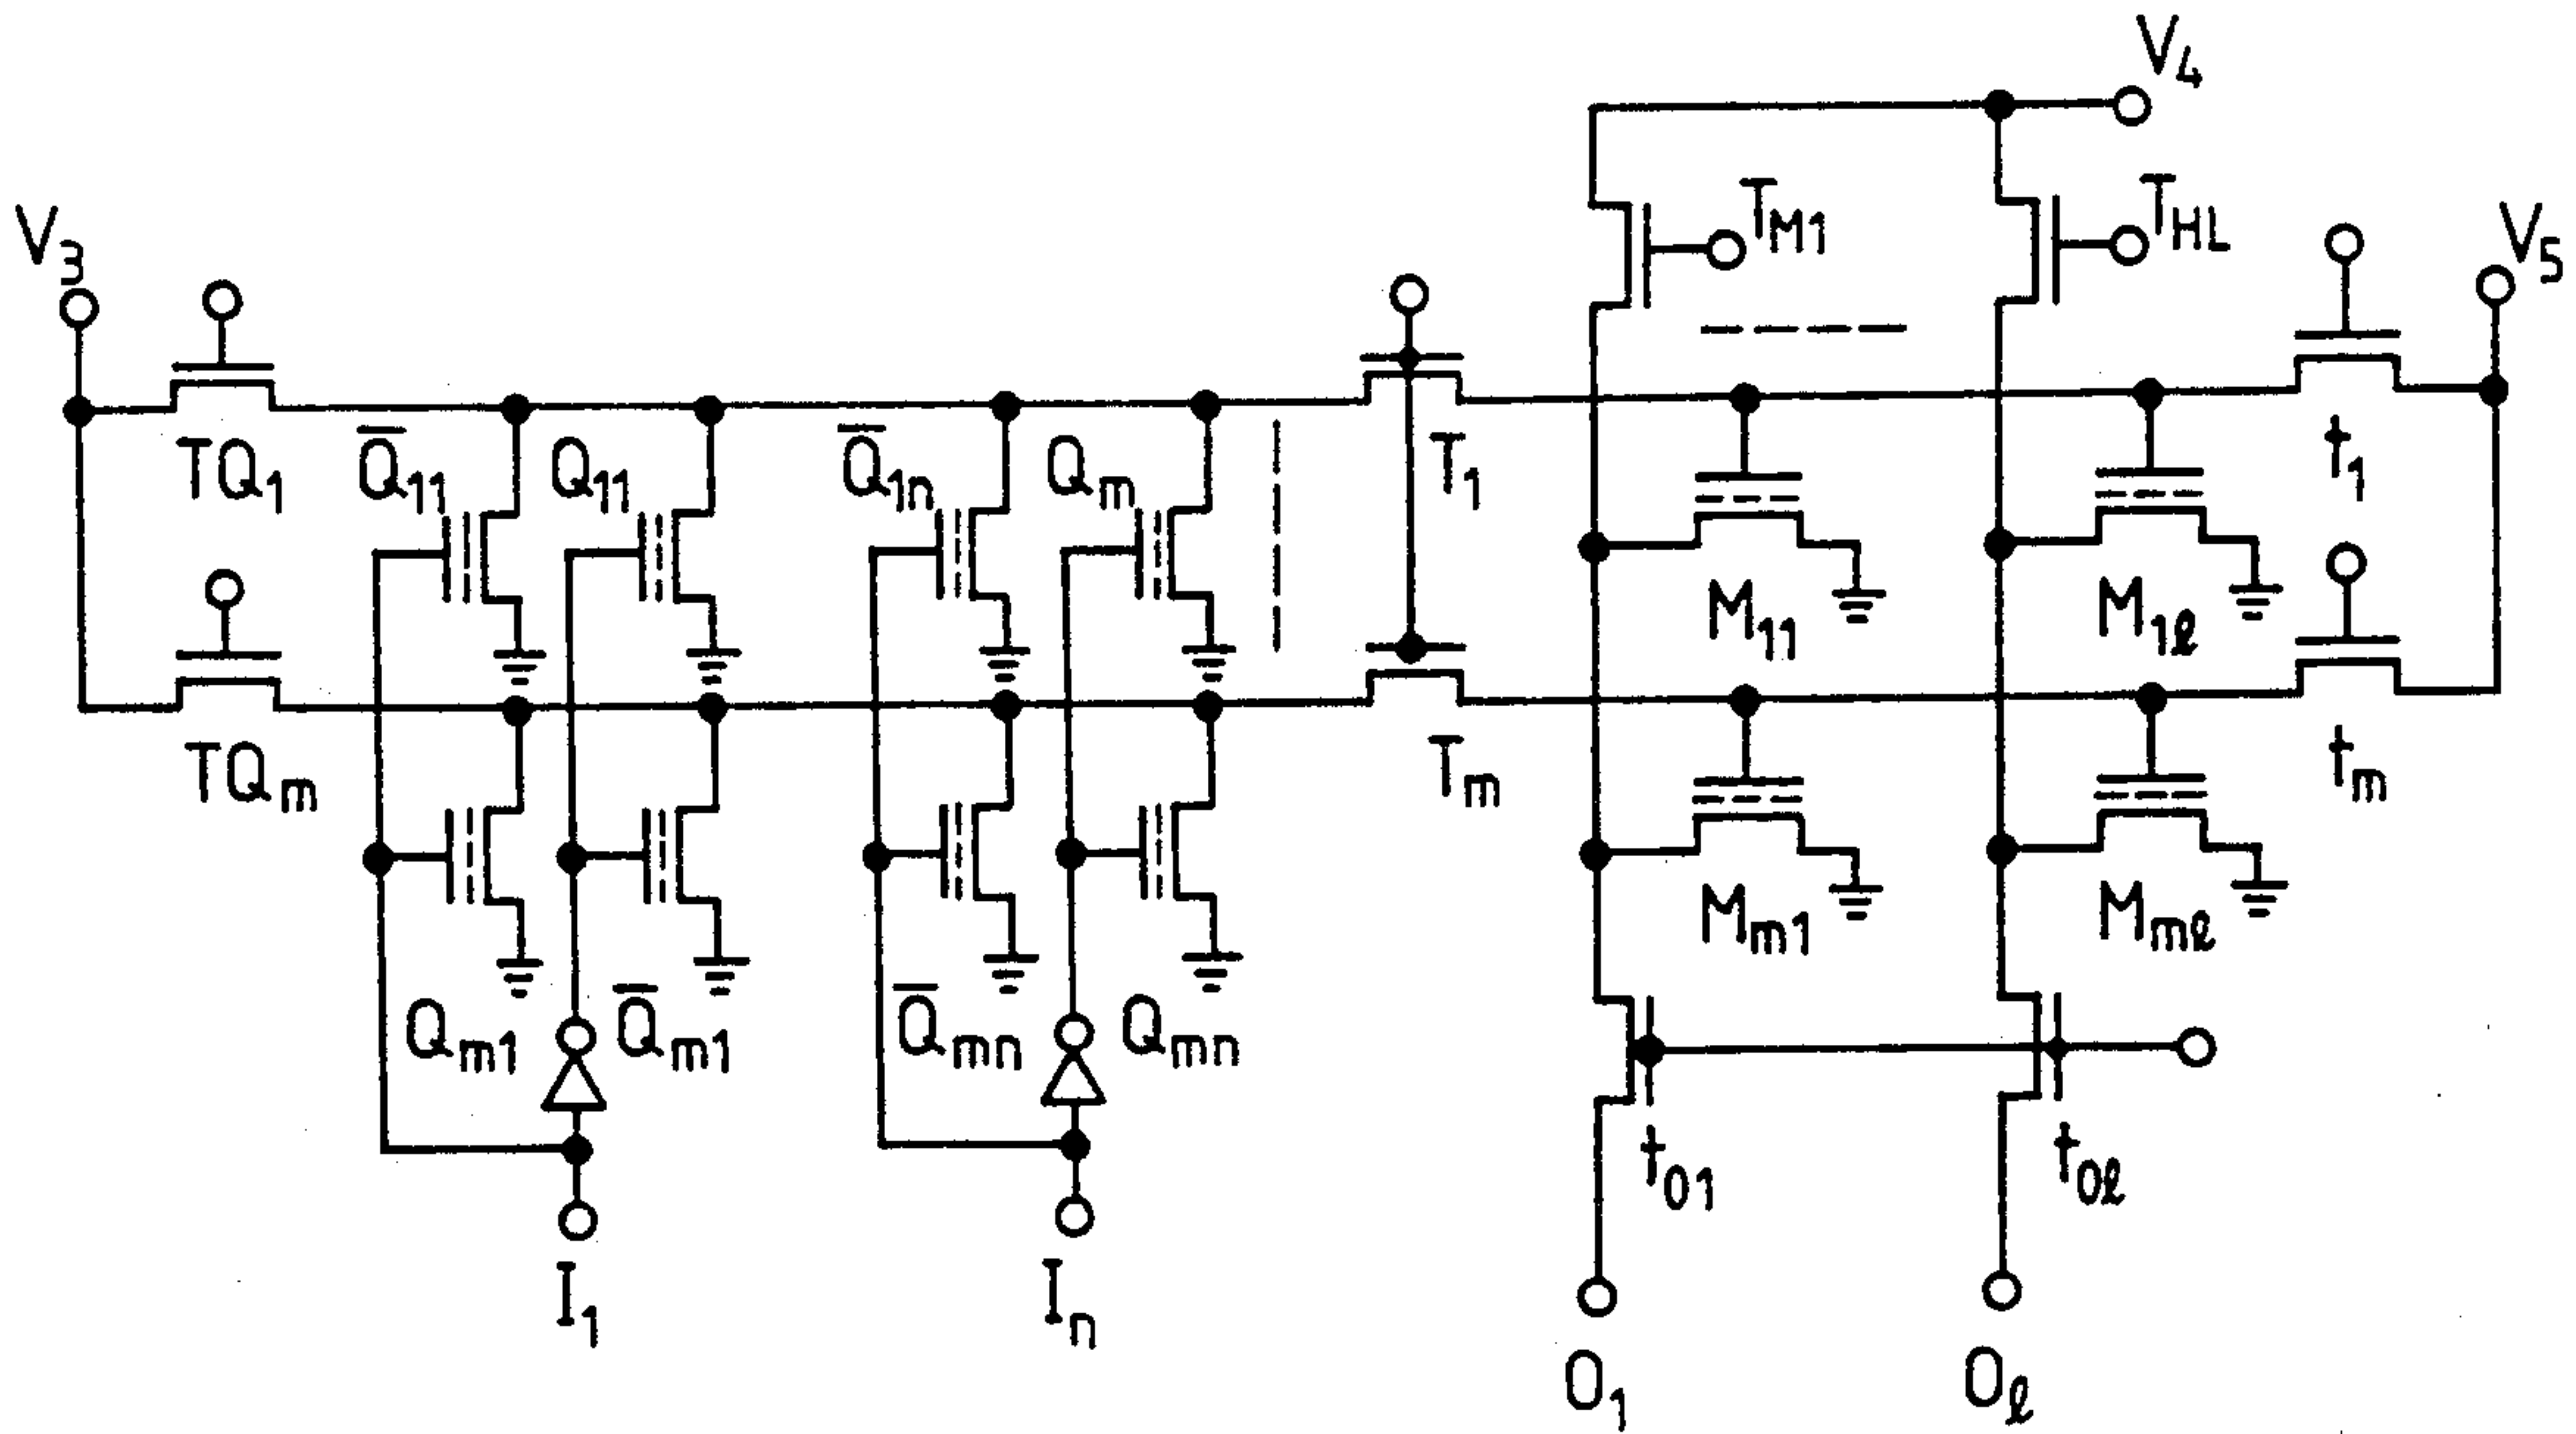 V4
TM1
THL
V3
V5
TQ1
Q̅11
Q11
Q̅1n
Qm
T1
t1
M11
M1ℓ
TQm
Tm
tm
Mm1
Mmℓ
Qm1
Q̅m1
Q̅mn
Qmn
t01
t0ℓ
I1
In
O1
Oℓ